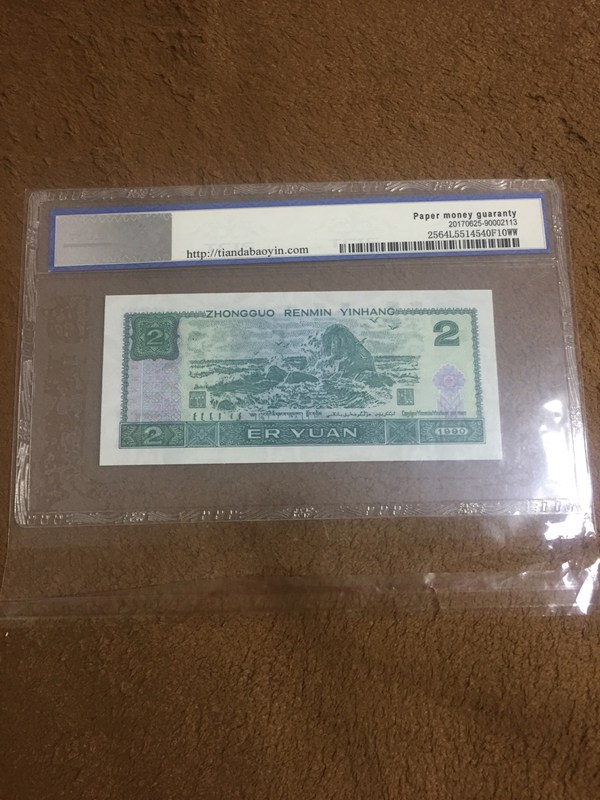 Paper money guaranty
20170625-90002113
2564L5514540F10WW
http://tiandabaoyin.com
ZHONGGUO RENMIN YINHANG
2
2
2
ER YUAN
1990